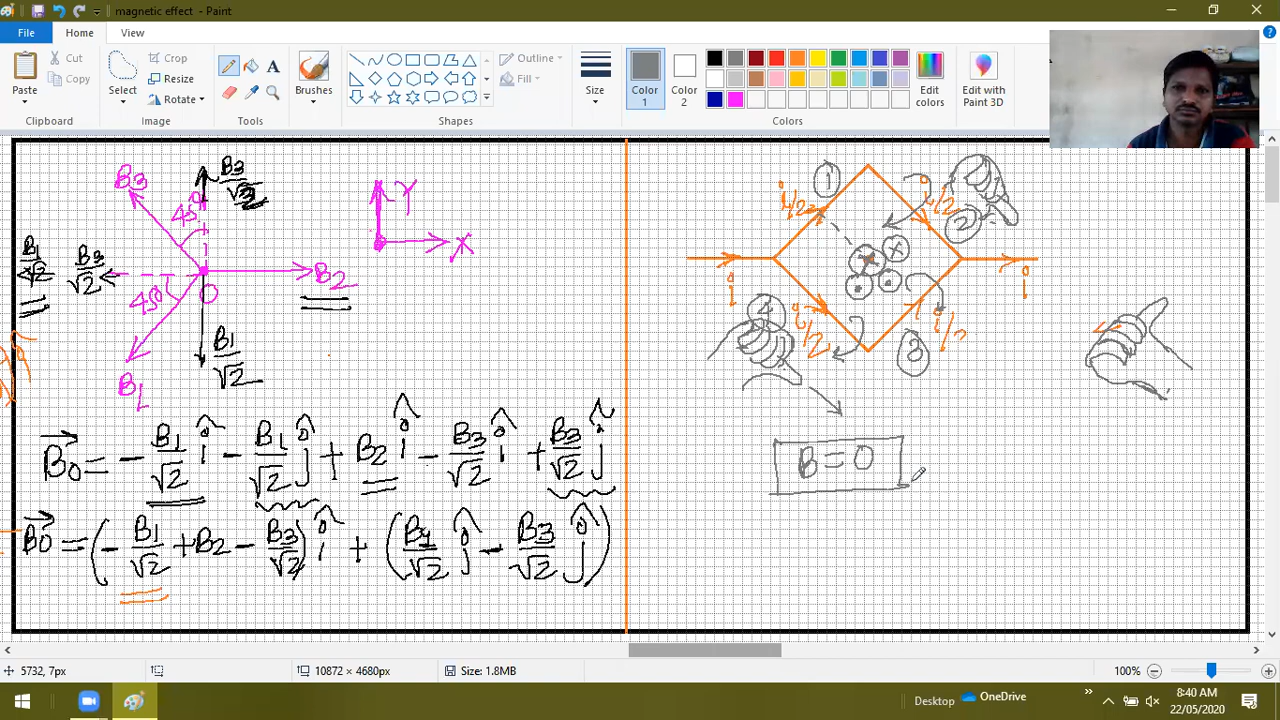 magnetic effect - Paint
File Home View
Paste Cut Copy Clipboard
Select Crop Resize Rotate Image
Tools
Brushes
Outline Fill Shapes
Size
Color 1 Color 2
Edit colors
Edit with Paint 3D
Colors
B3
B3/√2
45°
Y
X
B1/√2
B3/√2
O
B2
45°
B1/√2
B1
B⃗0 = - B1/√2 î - B1/√2 ĵ + B2 î - B3/√2 î + B3/√2 ĵ
B⃗0 = (- B1/√2 + B2 - B3/√2) î + (B1/√2 ĵ - B3/√2 ĵ)
1
i/2
i/2
2
i
i
4
i/2
3
i/2
B = 0
5732, 7px
10872 × 4680px
Size: 1.8MB
100%
Desktop
OneDrive
8:40 AM
22/05/2020